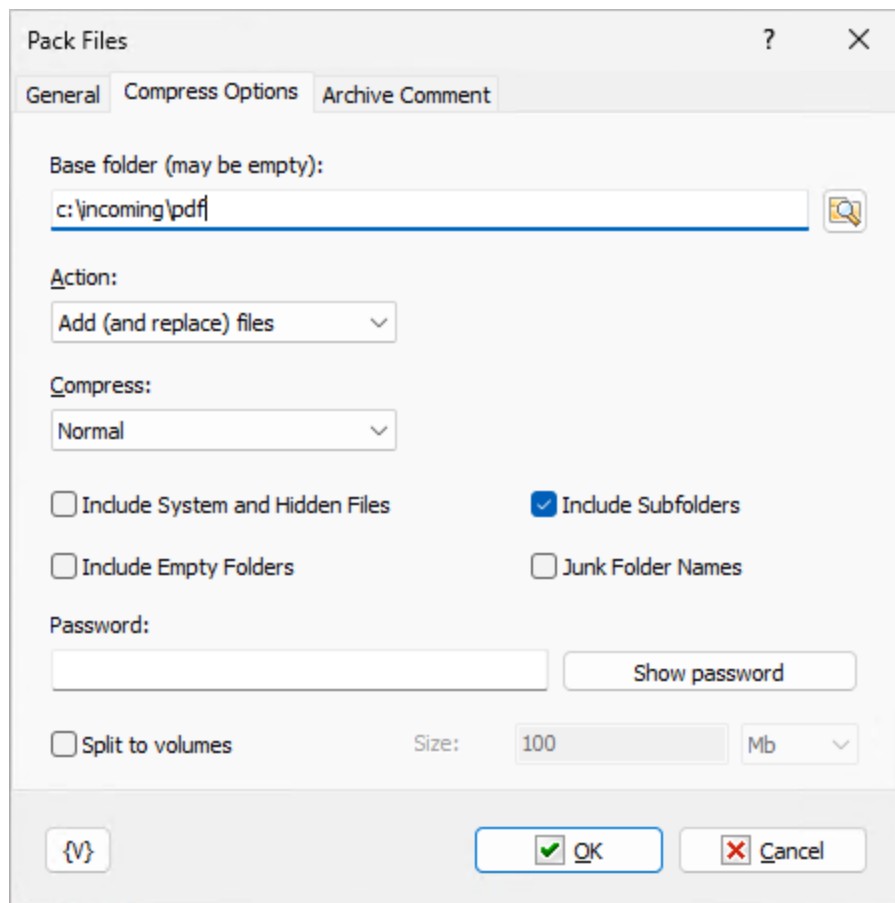 Pack Files ?
General Compress Options Archive Comment
Base folder (may be empty):
c:\incoming\pdf
Action:
Add (and replace) files
Compress:
Normal
Include System and Hidden Files Include Subfolders
Include Empty Folders Junk Folder Names
Password:
Show password
Split to volumes Size: 100 Mb
{V} OK Cancel